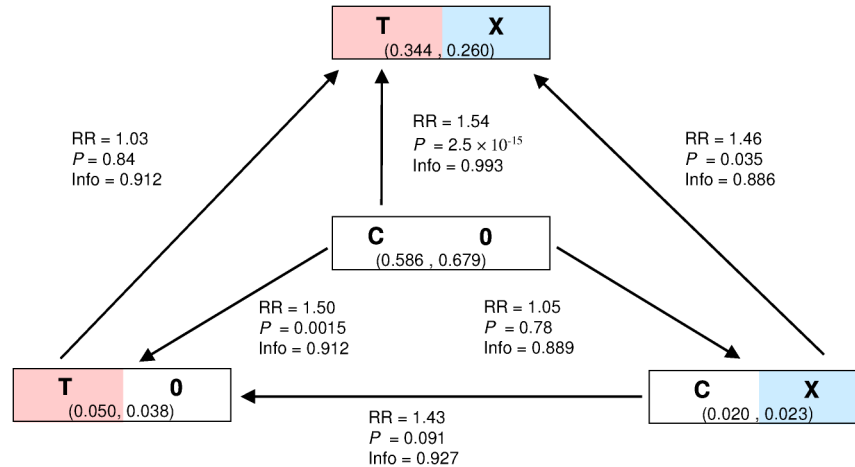 T X
(0.344 , 0.260)
RR = 1.03
P = 0.84
Info = 0.912
RR = 1.54
P = 2.5 × 10⁻¹⁵
Info = 0.993
RR = 1.46
P = 0.035
Info = 0.886
C 0
(0.586 , 0.679)
RR = 1.50
P = 0.0015
Info = 0.912
RR = 1.05
P = 0.78
Info = 0.889
T 0
(0.050, 0.038)
C X
(0.020 , 0.023)
RR = 1.43
P = 0.091
Info = 0.927